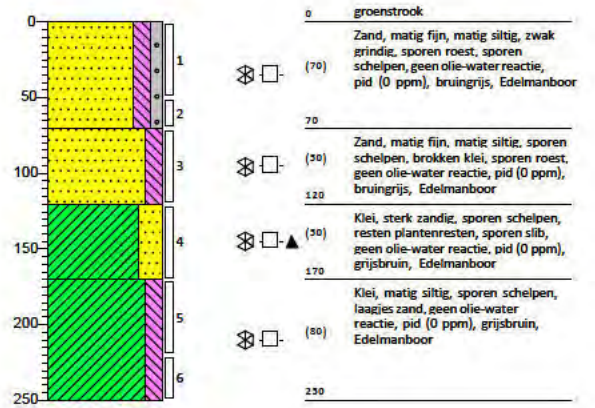 0
50
100
150
200
250
1
2
3
4
5
6
0 groenstrook
Zand, matig fijn, matig siltig, zwak
grindig, sporen roest, sporen
(70) schelpen, geen olie-water reactie,
pid (0 ppm), bruingrijs, Edelmanboor
70
Zand, matig fijn, matig siltig, sporen
schelpen, brokken klei, sporen roest,
(50) geen olie-water reactie, pid (0 ppm),
bruingrijs, Edelmanboor
120
Klei, sterk zandig, sporen schelpen,
resten plantenresten, sporen slib,
(50) geen olie-water reactie, pid (0 ppm),
grijsbruin, Edelmanboor
170
Klei, matig siltig, sporen schelpen,
laagjes zand, geen olie-water
(80) reactie, pid (0 ppm), grijsbruin,
Edelmanboor
250